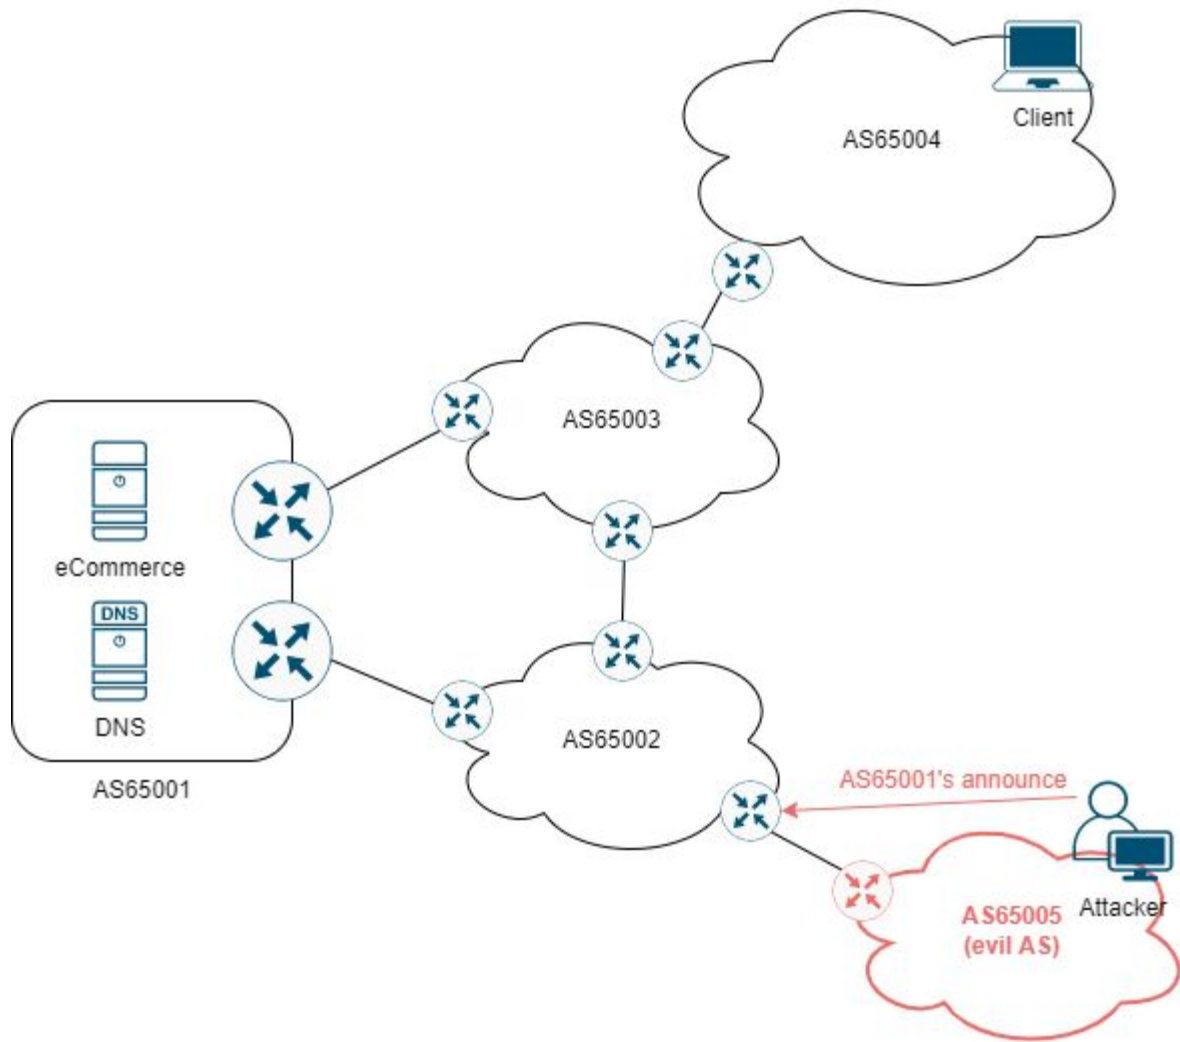 Client
AS65004
AS65003
eCommerce
DNS
DNS
AS65001
AS65002
AS65001's announce
Attacker
AS65005
(evil AS)